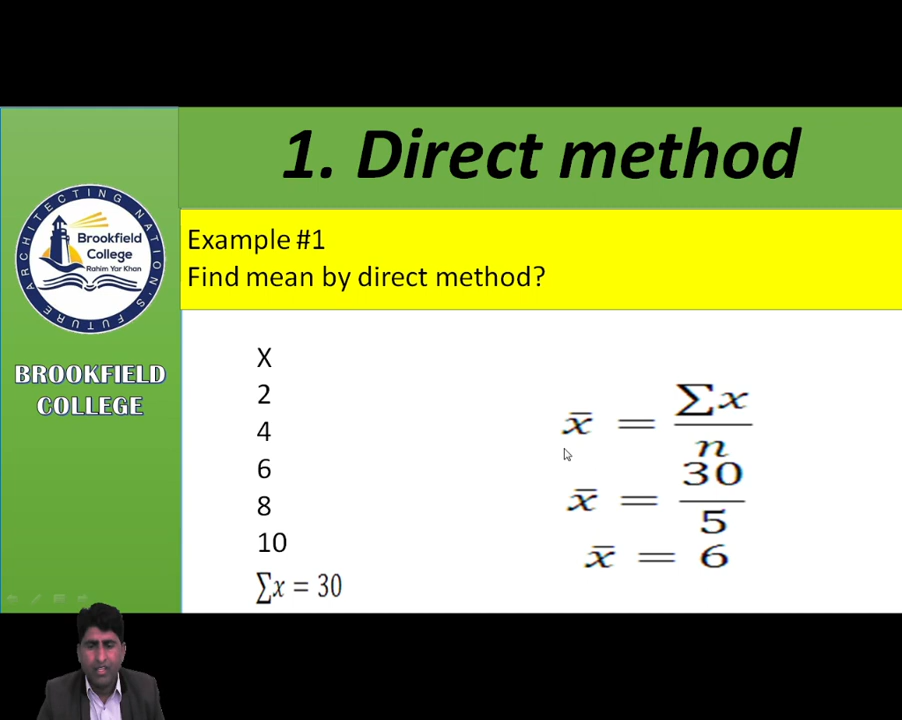 1. Direct method
ARCHITECTING NATION'S FUTURE
Brookfield
College
Rahim Yar Khan
BROOKFIELD
COLLEGE
Example #1
Find mean by direct method?
X
2
4
6
8
10
∑x = 30
x̄ = ∑x / n
x̄ = 30 / 5
x̄ = 6